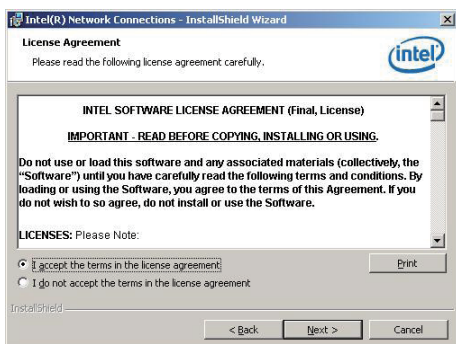 Intel(R) Network Connections - InstallShield Wizard
License Agreement
Please read the following license agreement carefully.
intel
INTEL SOFTWARE LICENSE AGREEMENT (Final, License)
IMPORTANT - READ BEFORE COPYING, INSTALLING OR USING.
Do not use or load this software and any associated materials (collectively, the
“Software”) until you have carefully read the following terms and conditions. By
loading or using the Software, you agree to the terms of this Agreement. If you
do not wish to so agree, do not install or use the Software.
LICENSES: Please Note:
I accept the terms in the license agreement
Print
I do not accept the terms in the license agreement
InstallShield
< Back Next > Cancel